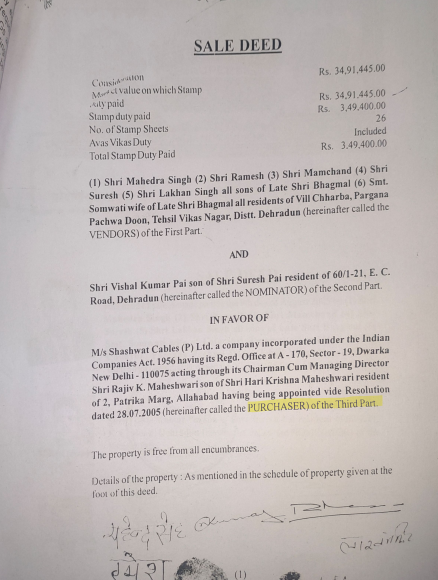 SALE DEED
Consideration Rs. 34,91,445.00
Market value on which Stamp
duty paid Rs. 34,91,445.00
Stamp duty paid Rs. 3,49,400.00
No. of Stamp Sheets 26
Avas Vikas Duty Included
Total Stamp Duty Paid Rs. 3,49,400.00
(1) Shri Mahedra Singh (2) Shri Ramesh (3) Shri Mamchand (4) Shri
Suresh (5) Shri Lakhan Singh all sons of Late Shri Bhagmal (6) Smt.
Somwati wife of Late Shri Bhagmal all residents of Vill Chharba, Pargana
Pachwa Doon, Tehsil Vikas Nagar, Distt. Dehradun (hereinafter called the
VENDORS) of the First Part.
AND
Shri Vishal Kumar Pai son of Shri Suresh Pai resident of 60/1-21, E. C.
Road, Dehradun (hereinafter called the NOMINATOR) of the Second Part.
IN FAVOR OF
M/s Shashwat Cables (P) Ltd. a company incorporated under the Indian
Companies Act. 1956 having its Regd. Office at A - 170, Sector - 19, Dwarka
New Delhi - 110075 acting through its Chairman Cum Managing Director
Shri Rajiv K. Maheshwari son of Shri Hari Krishna Maheshwari resident
of 2, Patrika Marg, Allahabad having being appointed vide Resolution
dated 28.07.2005 (hereinafter called the PURCHASER) of the Third Part.
The property is free from all encumbrances.
Details of the property : As mentioned in the schedule of property given at the
foot of this deed.
(1)